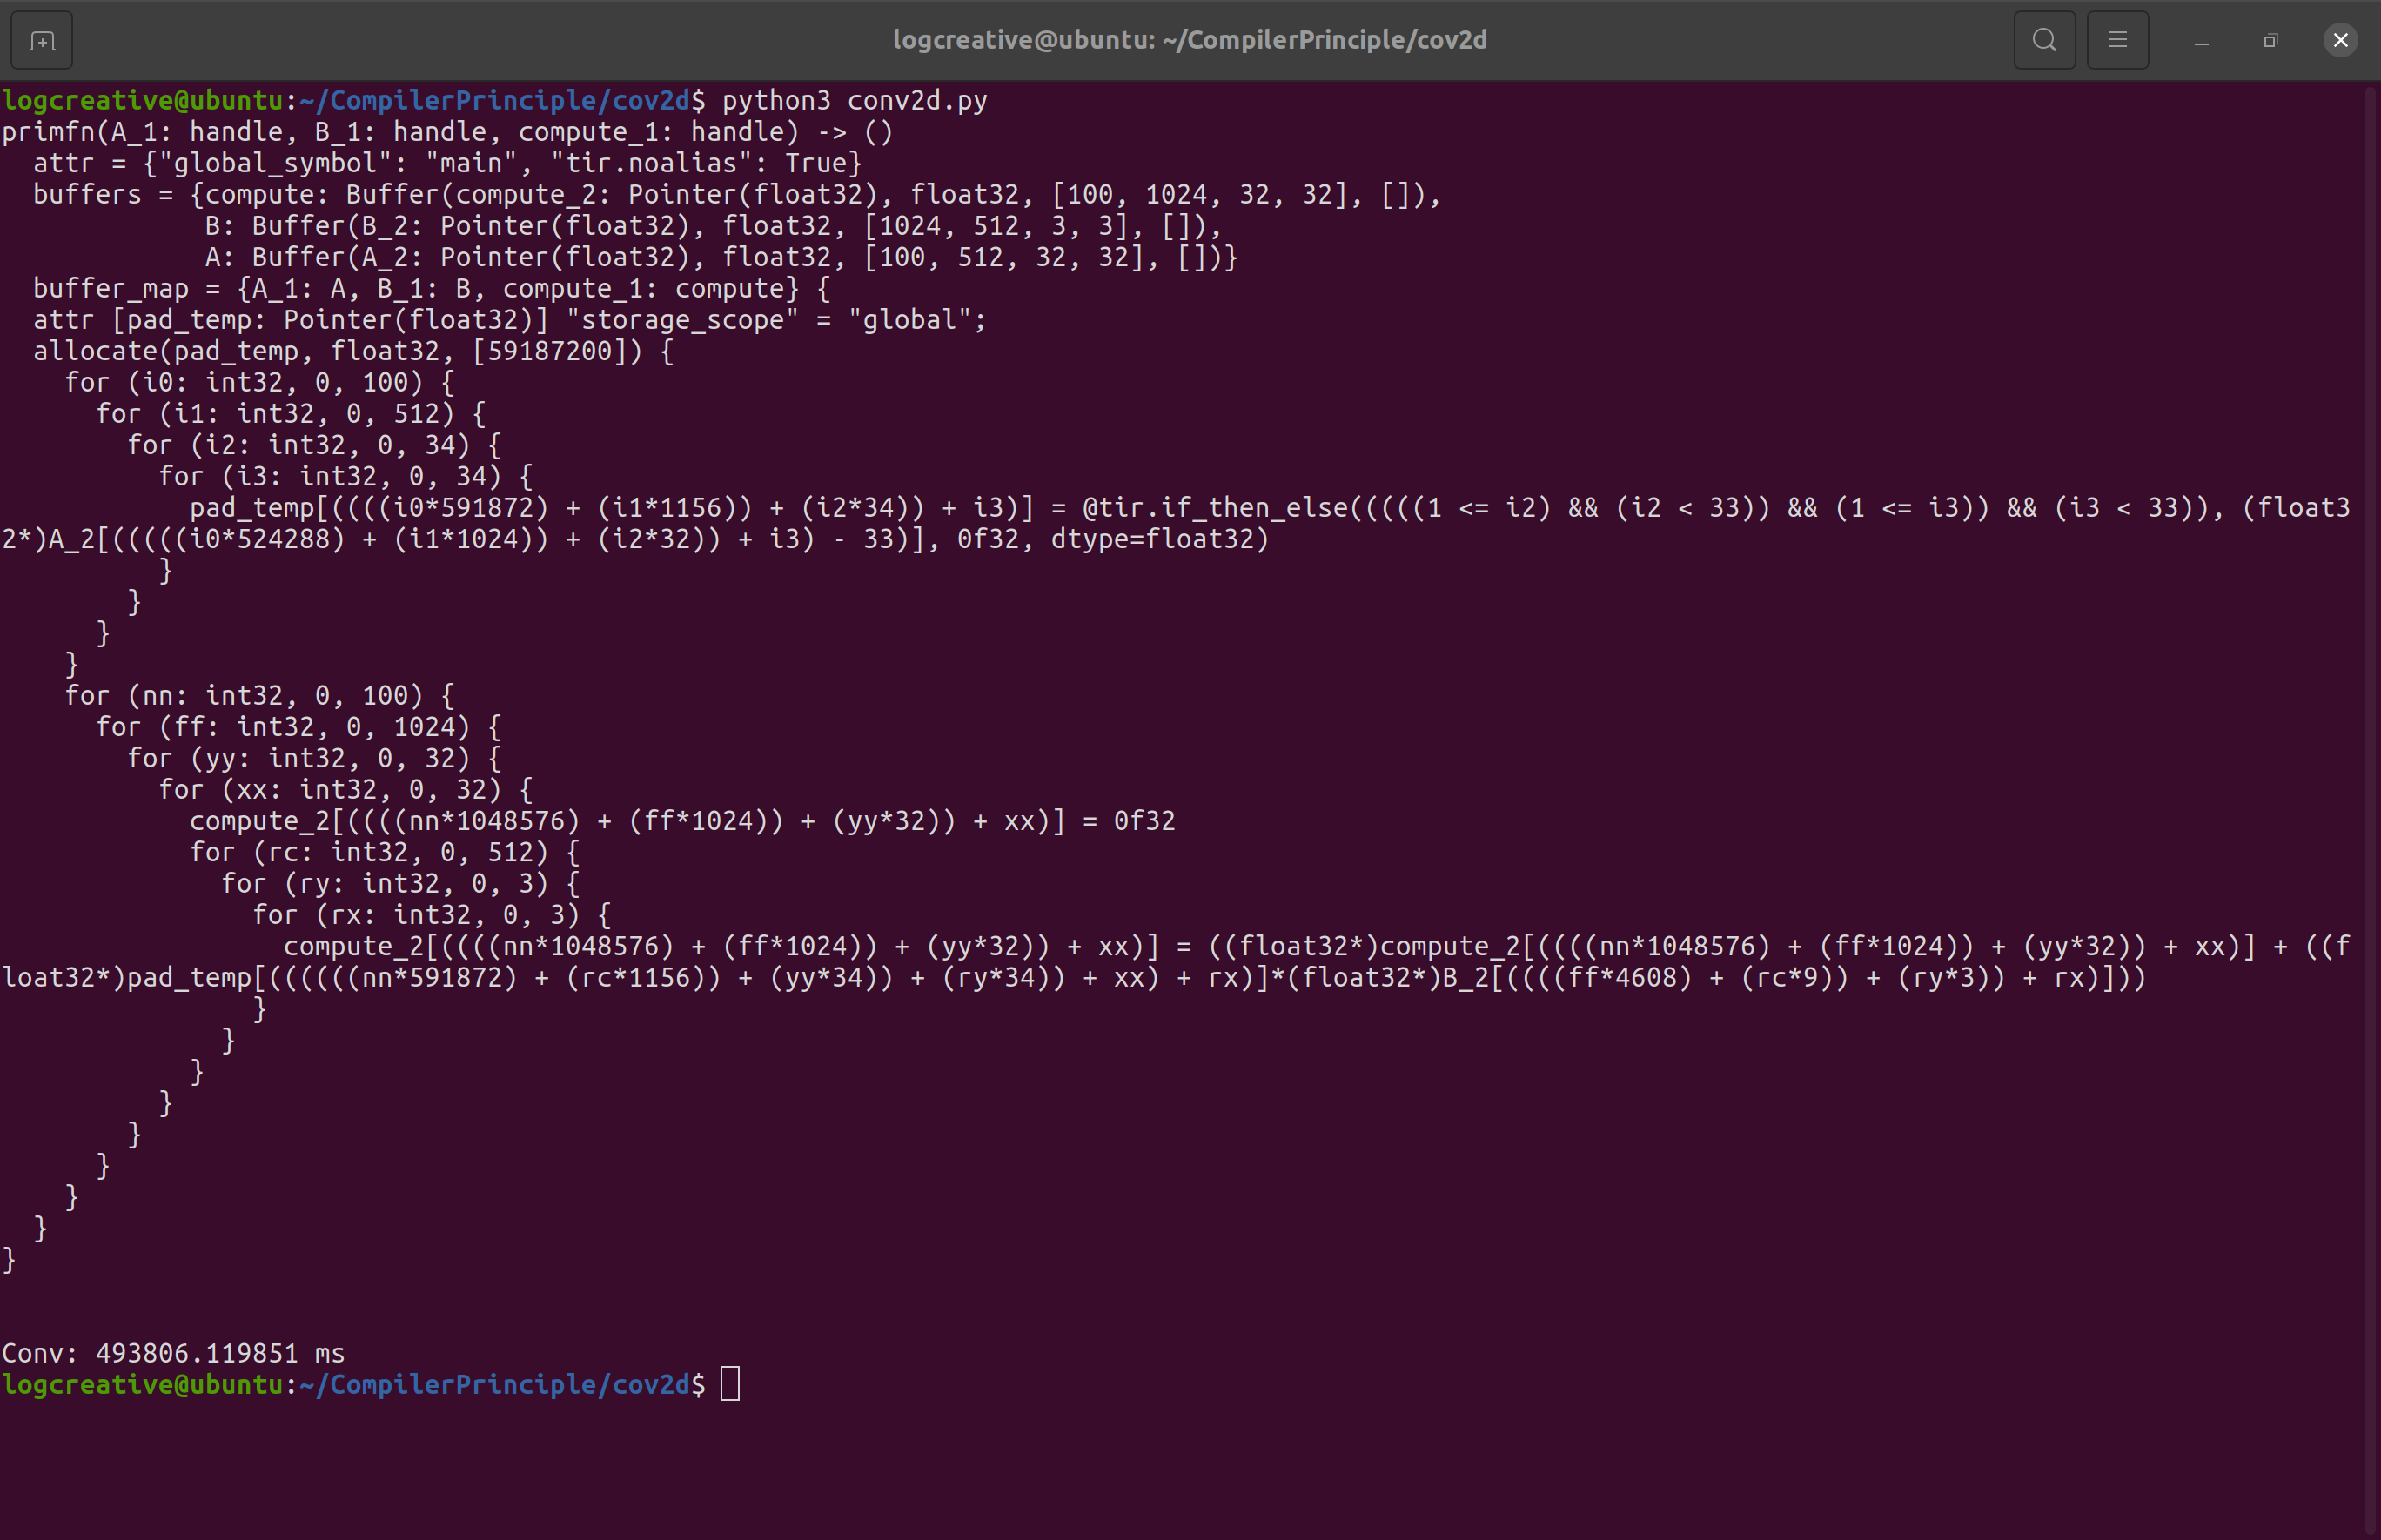 logcreative@ubuntu: ~/CompilerPrinciple/cov2d
logcreative@ubuntu:~/CompilerPrinciple/cov2d$ python3 conv2d.py
primfn(A_1: handle, B_1: handle, compute_1: handle) -> ()
  attr = {"global_symbol": "main", "tir.noalias": True}
  buffers = {compute: Buffer(compute_2: Pointer(float32), float32, [100, 1024, 32, 32], []),
             B: Buffer(B_2: Pointer(float32), float32, [1024, 512, 3, 3], []),
             A: Buffer(A_2: Pointer(float32), float32, [100, 512, 32, 32], [])}
  buffer_map = {A_1: A, B_1: B, compute_1: compute} {
  attr [pad_temp: Pointer(float32)] "storage_scope" = "global";
  allocate(pad_temp, float32, [59187200]) {
    for (i0: int32, 0, 100) {
      for (i1: int32, 0, 512) {
        for (i2: int32, 0, 34) {
          for (i3: int32, 0, 34) {
            pad_temp[((((i0*591872) + (i1*1156)) + (i2*34)) + i3)] = @tir.if_then_else(((((1 <= i2) && (i2 < 33)) && (1 <= i3)) && (i3 < 33)), (float3
2*)A_2[(((((i0*524288) + (i1*1024)) + (i2*32)) + i3) - 33)], 0f32, dtype=float32)
          }
        }
      }
    }
    for (nn: int32, 0, 100) {
      for (ff: int32, 0, 1024) {
        for (yy: int32, 0, 32) {
          for (xx: int32, 0, 32) {
            compute_2[((((nn*1048576) + (ff*1024)) + (yy*32)) + xx)] = 0f32
            for (rc: int32, 0, 512) {
              for (ry: int32, 0, 3) {
                for (rx: int32, 0, 3) {
                  compute_2[((((nn*1048576) + (ff*1024)) + (yy*32)) + xx)] = ((float32*)compute_2[((((nn*1048576) + (ff*1024)) + (yy*32)) + xx)] + ((f
loat32*)pad_temp[((((((nn*591872) + (rc*1156)) + (yy*34)) + (ry*34)) + xx) + rx)]*(float32*)B_2[((((ff*4608) + (rc*9)) + (ry*3)) + rx)]))
                }
              }
            }
          }
        }
      }
    }
  }
}
Conv: 493806.119851 ms
logcreative@ubuntu:~/CompilerPrinciple/cov2d$